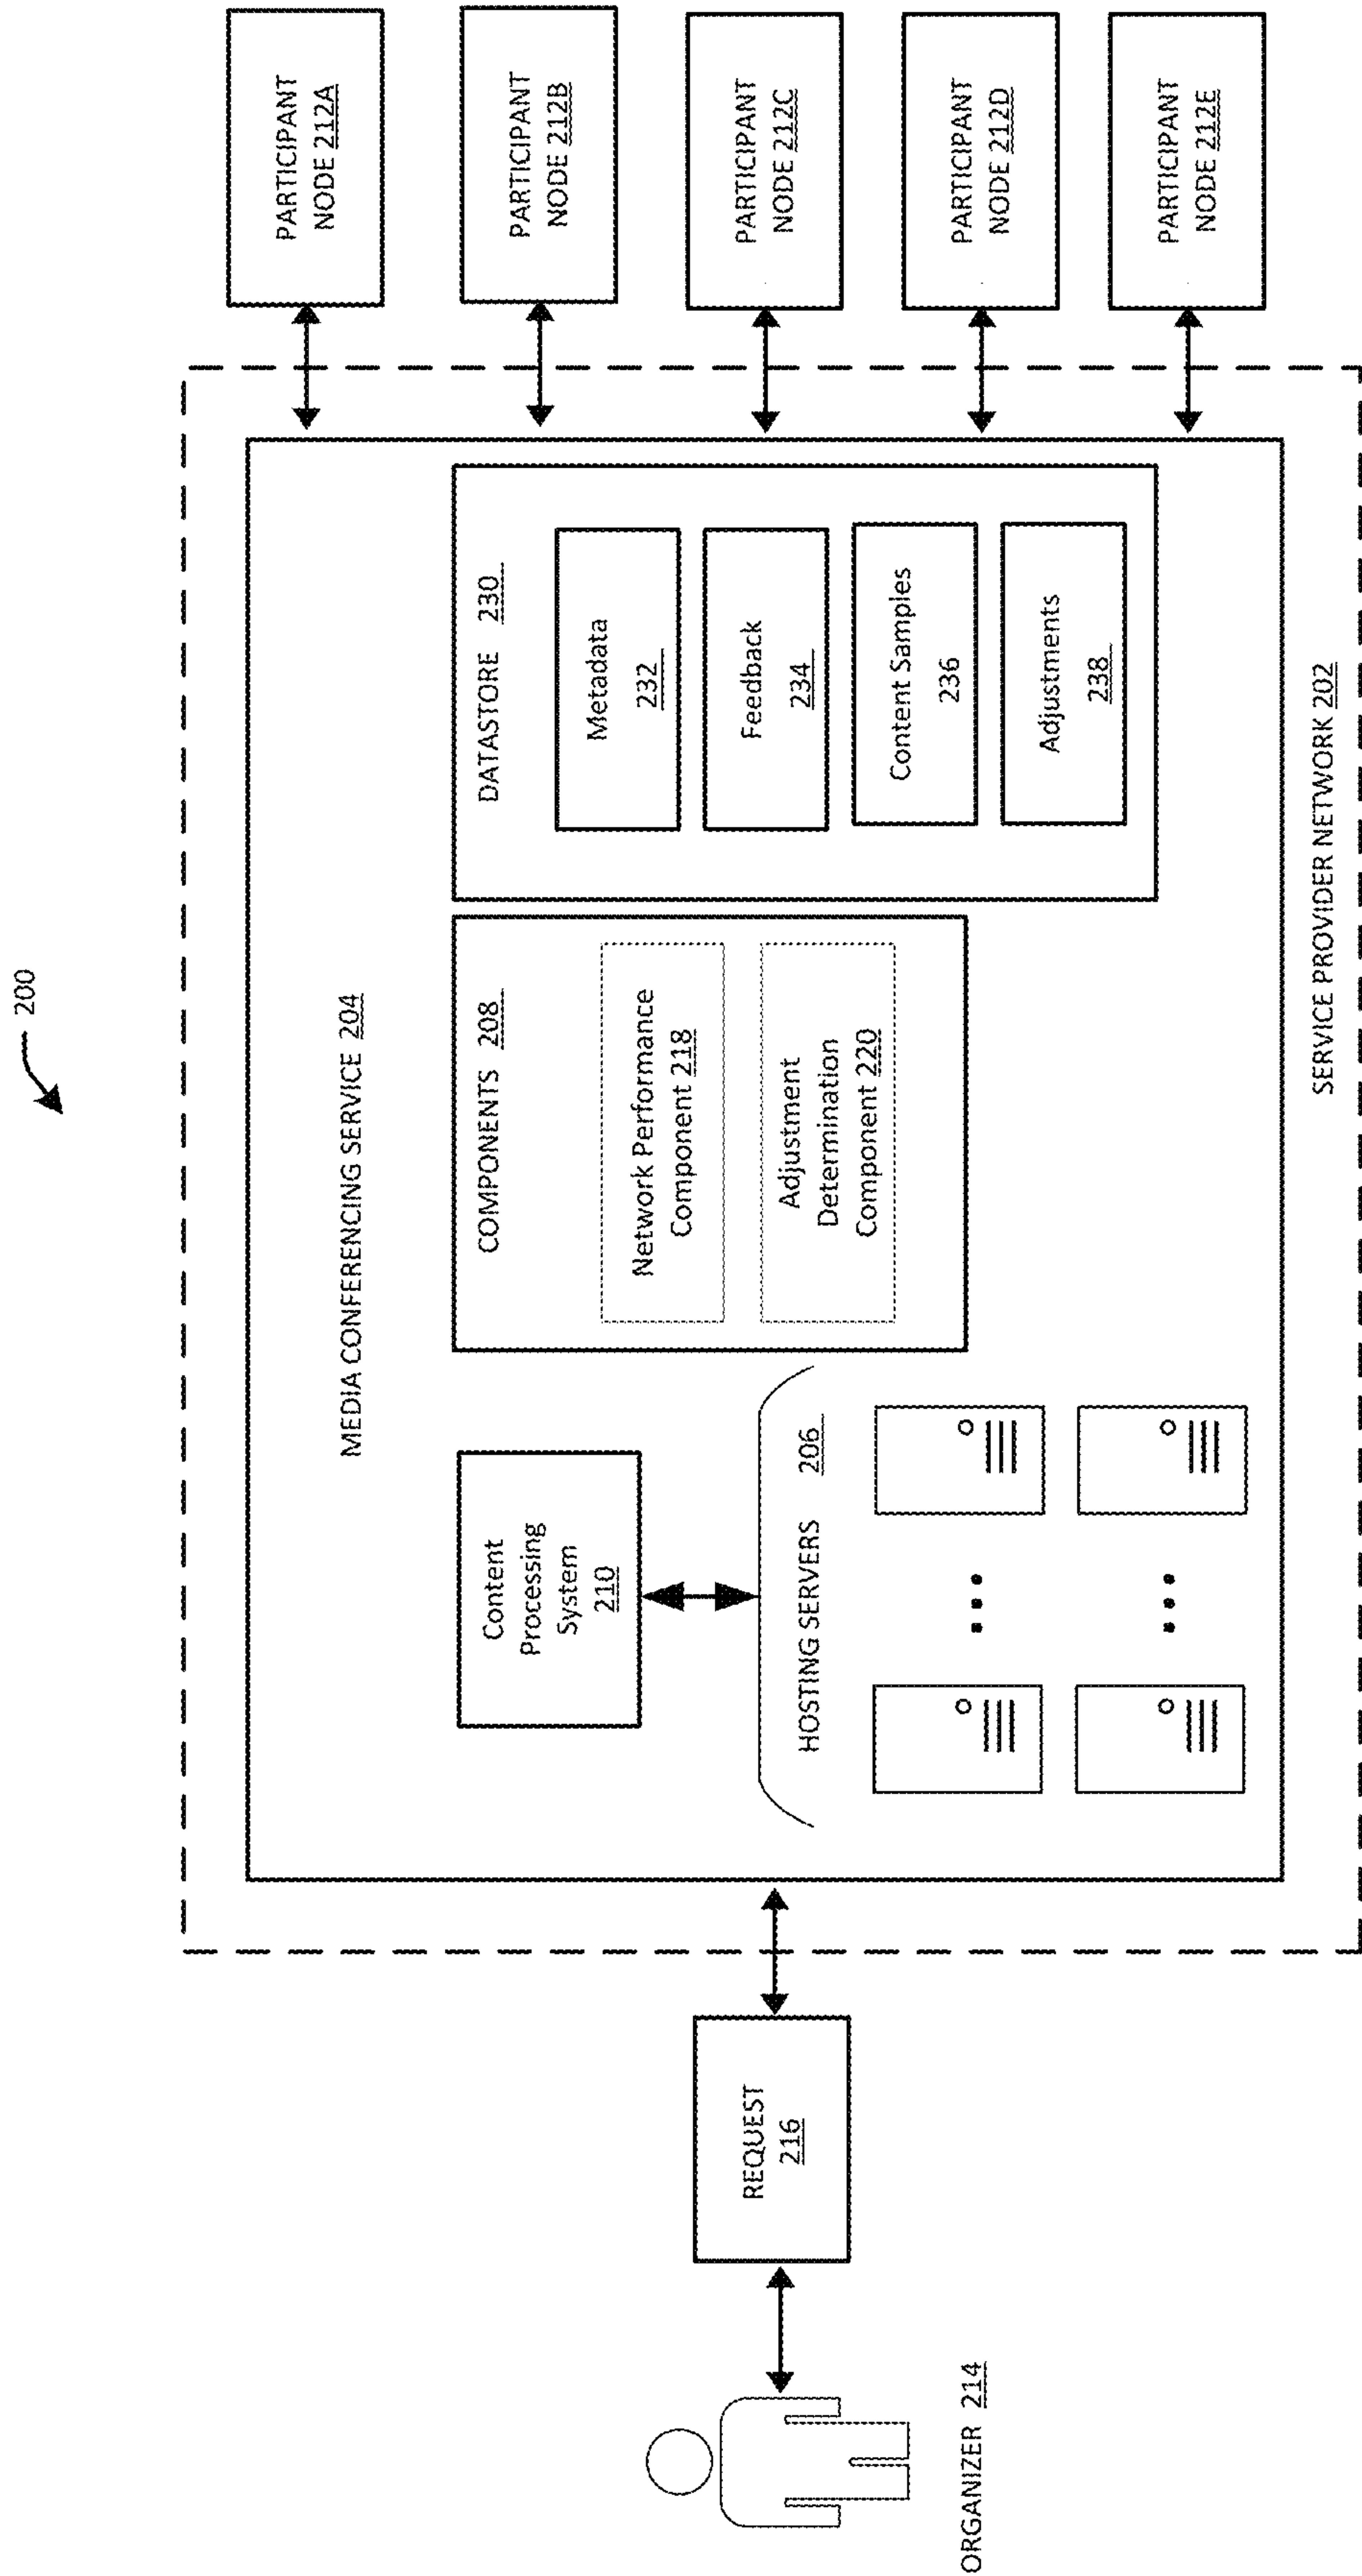 200
MEDIA CONFERENCING SERVICE 204
Content
Processing
System
210
HOSTING SERVERS 206
COMPONENTS 208
Network Performance
Component 218
Adjustment
Determination
Component 220
DATASTORE 230
Metadata
232
Feedback
234
Content Samples
236
Adjustments
238
SERVICE PROVIDER NETWORK 202
ORGANIZER 214
REQUEST
216
PARTICIPANT
NODE 212A
PARTICIPANT
NODE 212B
PARTICIPANT
NODE 212C
PARTICIPANT
NODE 212D
PARTICIPANT
NODE 212E